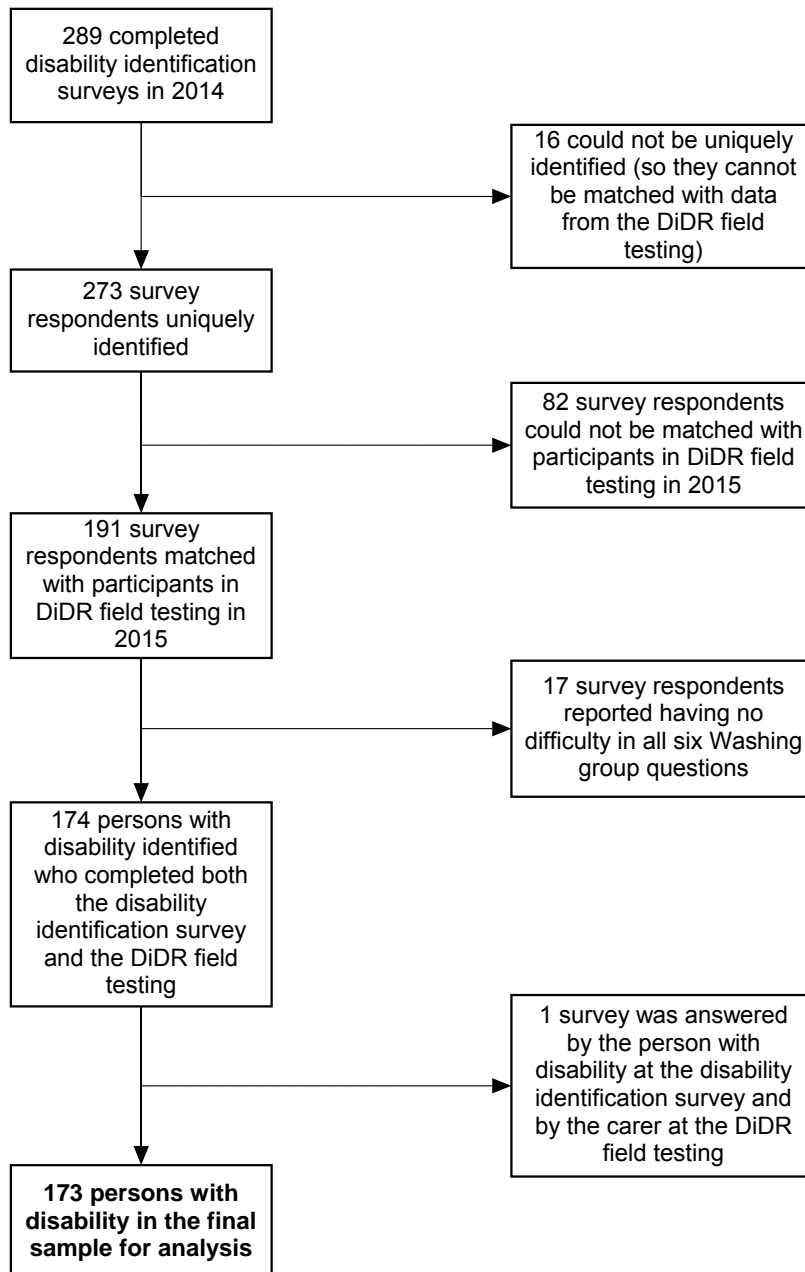 289 completed
disability identification
surveys in 2014
16 could not be uniquely
identified (so they cannot
be matched with data
from the DiDR field
testing)
273 survey
respondents uniquely
identified
82 survey respondents
could not be matched with
participants in DiDR field
testing in 2015
191 survey
respondents matched
with participants in
DiDR field testing in
2015
17 survey respondents
reported having no
difficulty in all six Washing
group questions
174 persons with
disability identified
who completed both
the disability
identification survey
and the DiDR field
testing
1 survey was answered
by the person with
disability at the disability
identification survey and
by the carer at the DiDR
field testing
173 persons with
disability in the final
sample for analysis